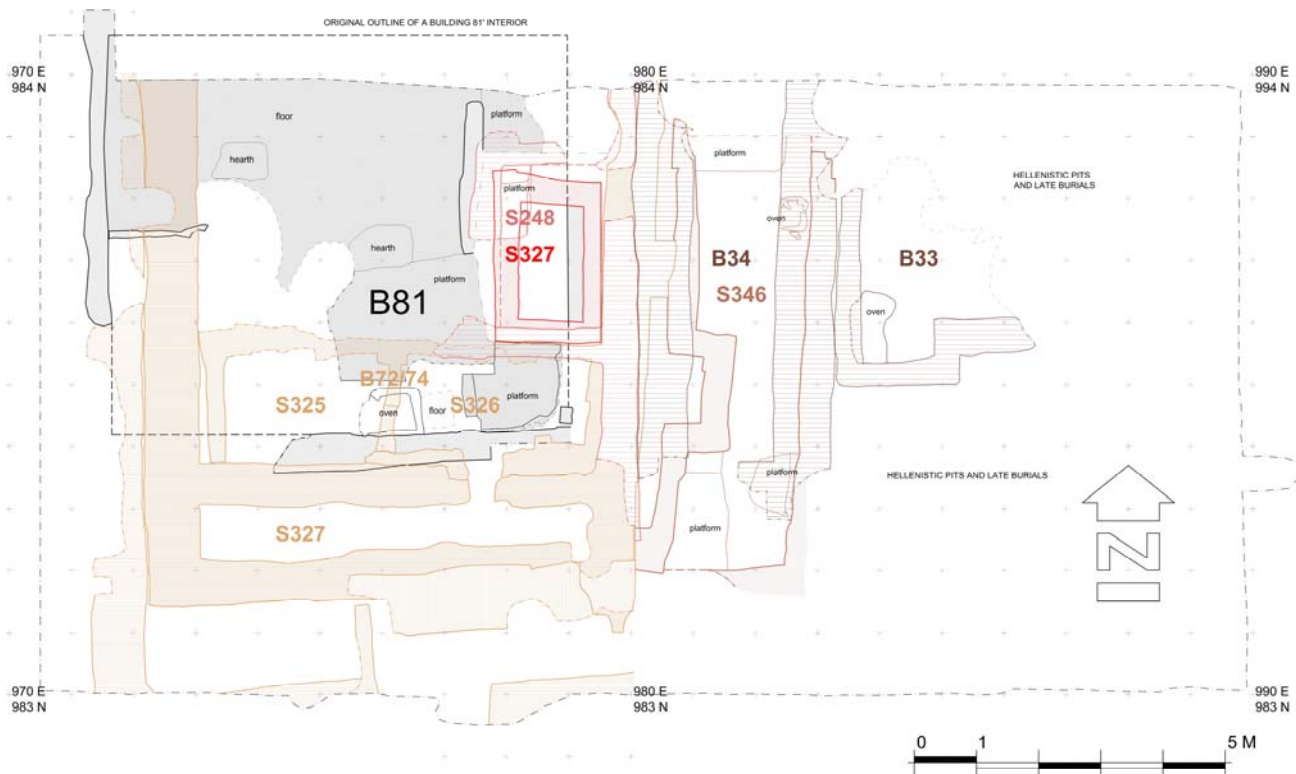 ORIGINAL OUTLINE OF A BUILDING 81' INTERIOR
970 E
984 N
980 E
984 N
990 E
994 N
floor
platform
hearth
platform
platform
HELLENISTIC PITS
AND LATE BURIALS
S248
oven
hearth
S327
B34
B33
platform
S346
B81
oven
B72/74
S325
oven
floor
S326
platform
platform
HELLENISTIC PITS AND LATE BURIALS
S327
platform
N
970 E
983 N
980 E
983 N
990 E
983 N
0 1 5 M